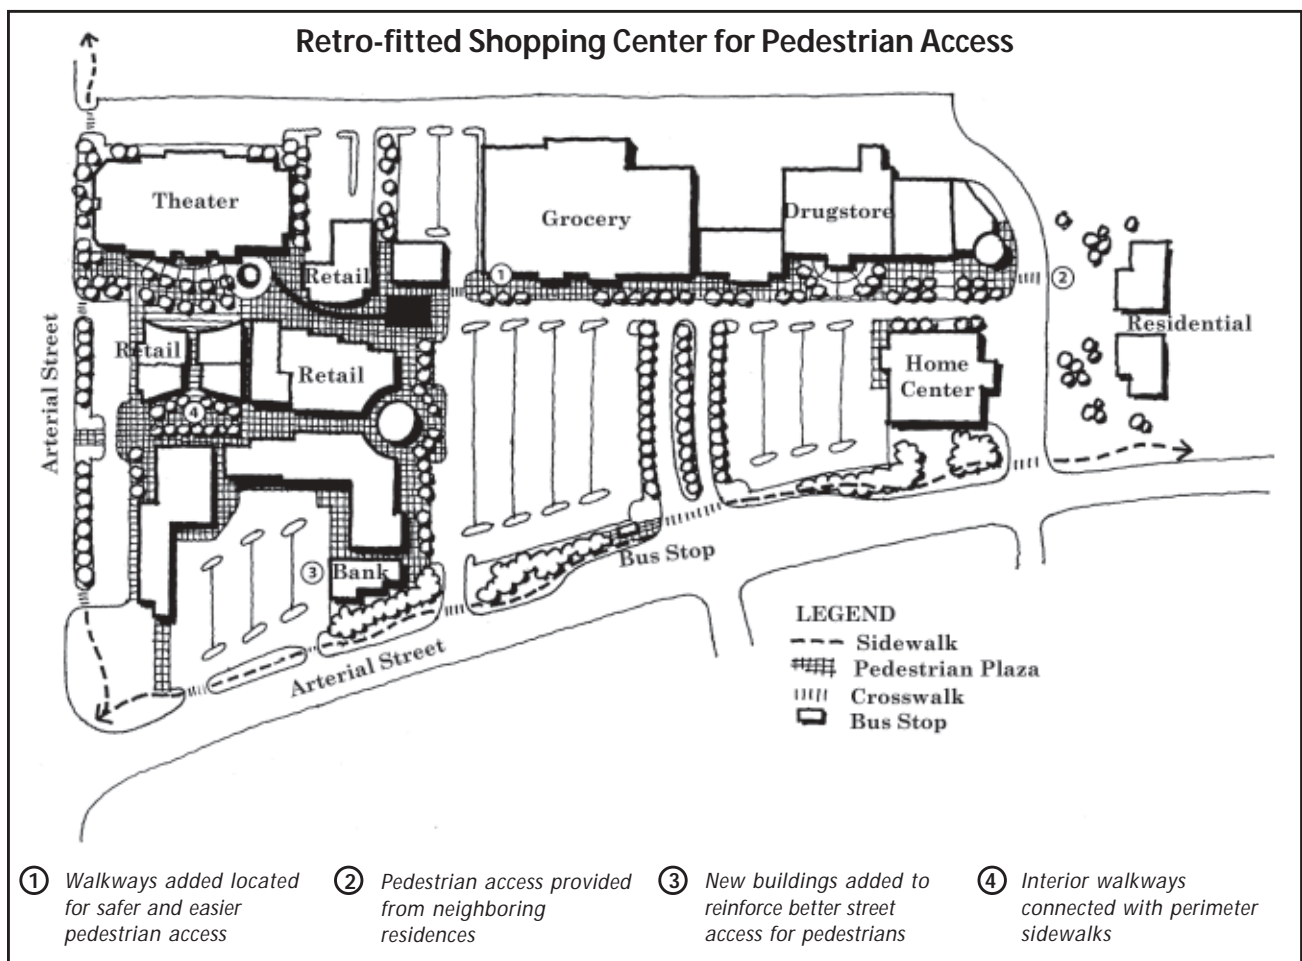 Retro-fitted Shopping Center for Pedestrian Access
Theater
Grocery
Drugstore
Retail
1
2
Residential
Retail
Retail
Home
Center
Arterial Street
4
Bus Stop
3
Bank
Arterial Street
LEGEND
Sidewalk
Pedestrian Plaza
Crosswalk
Bus Stop
1 Walkways added located
for safer and easier
pedestrian access
2 Pedestrian access provided
from neighboring
residences
3 New buildings added to
reinforce better street
access for pedestrians
4 Interior walkways
connected with perimeter
sidewalks